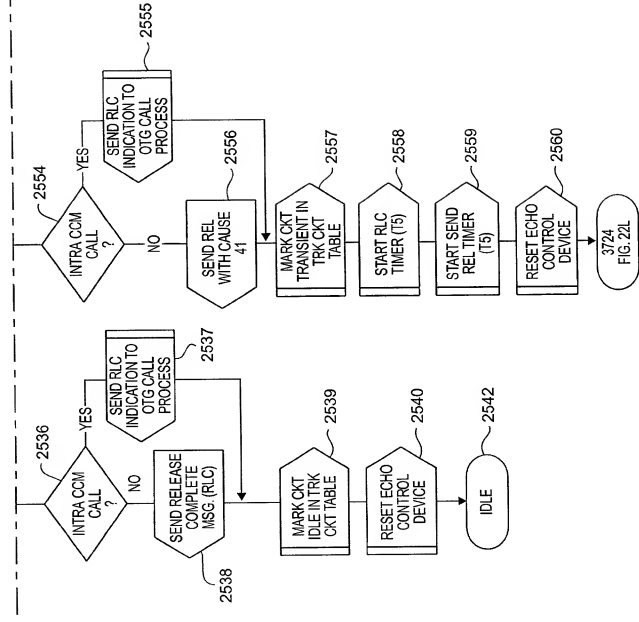 2536
INTRA CCM
CALL
?
YES
NO
SEND RLC
INDICATION TO
OTG CALL
PROCESS
2537
SEND RELEASE
COMPLETE
MSG. (RLC)
2538
MARK CKT
IDLE IN TRK
CKT TABLE
2539
RESET ECHO
CONTROL
DEVICE
2540
IDLE
2542
2554
INTRA CCM
CALL
?
YES
NO
SEND RLC
INDICATION TO
OTG CALL
PROCESS
2555
SEND REL
WITH CAUSE
41
2556
MARK CKT
TRANSIENT IN
TRK CKT
TABLE
2557
START RLC
TIMER (T5)
2558
START SEND
REL TIMER
(T5)
2559
RESET ECHO
CONTROL
DEVICE
2560
3724
FIG. 22L